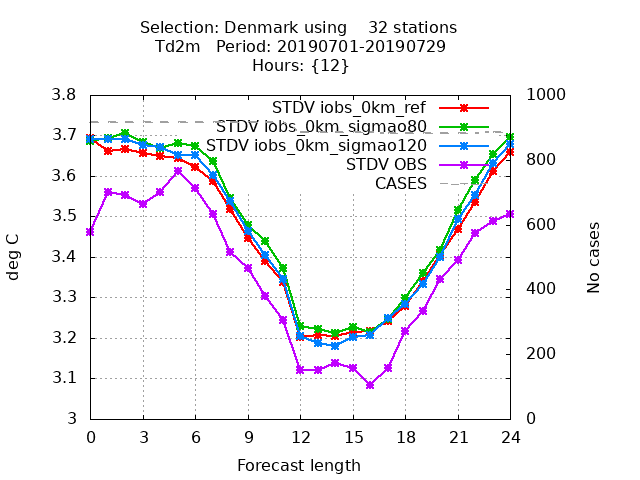 Selection: Denmark using    32 stations
Td2m   Period: 20190701-20190729
Hours: {12}
STDV iobs_0km_ref
STDV iobs_0km_sigmao80
STDV iobs_0km_sigmao120
STDV OBS
CASES
3.8
3.7
3.6
3.5
3.4
3.3
3.2
3.1
3
1000
800
600
400
200
0
deg C
No cases
0 3 6 9 12 15 18 21 24
Forecast length